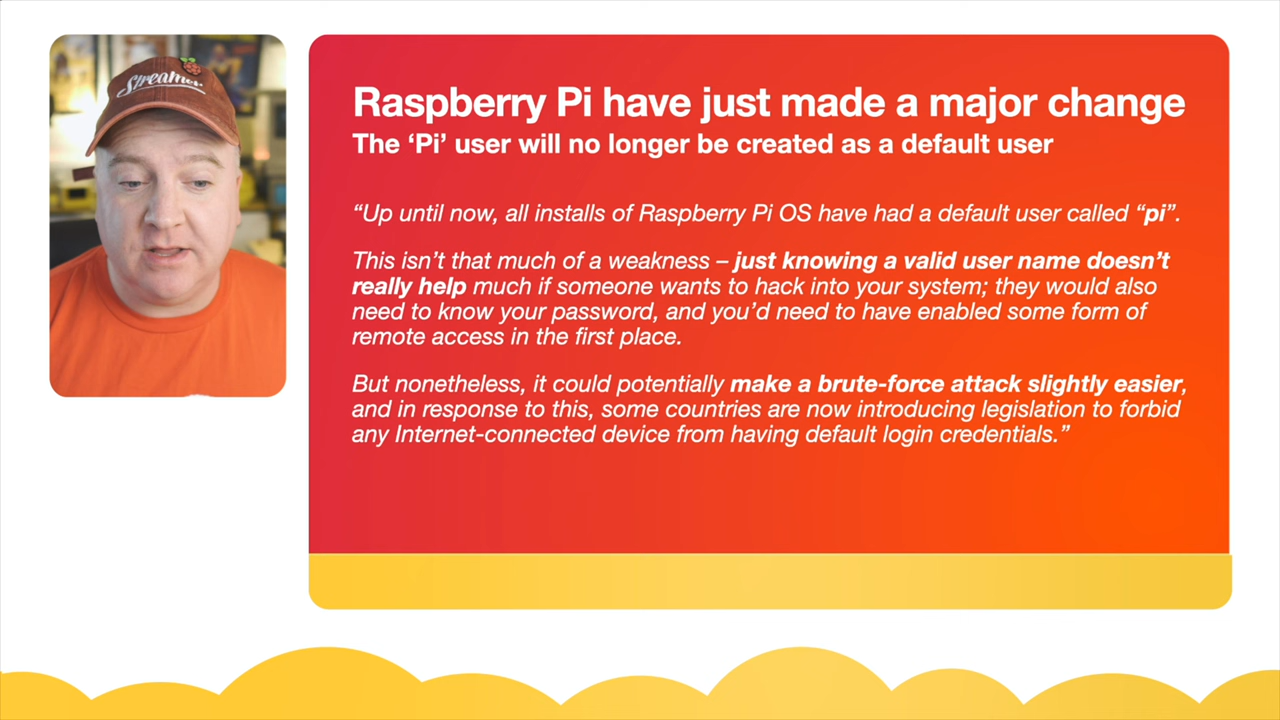 Streamer
Raspberry Pi have just made a major change
The ‘Pi’ user will no longer be created as a default user
“Up until now, all installs of Raspberry Pi OS have had a default user called “pi”.
This isn’t that much of a weakness – just knowing a valid user name doesn’t
really help much if someone wants to hack into your system; they would also
need to know your password, and you’d need to have enabled some form of
remote access in the first place.
But nonetheless, it could potentially make a brute-force attack slightly easier,
and in response to this, some countries are now introducing legislation to forbid
any Internet-connected device from having default login credentials.”